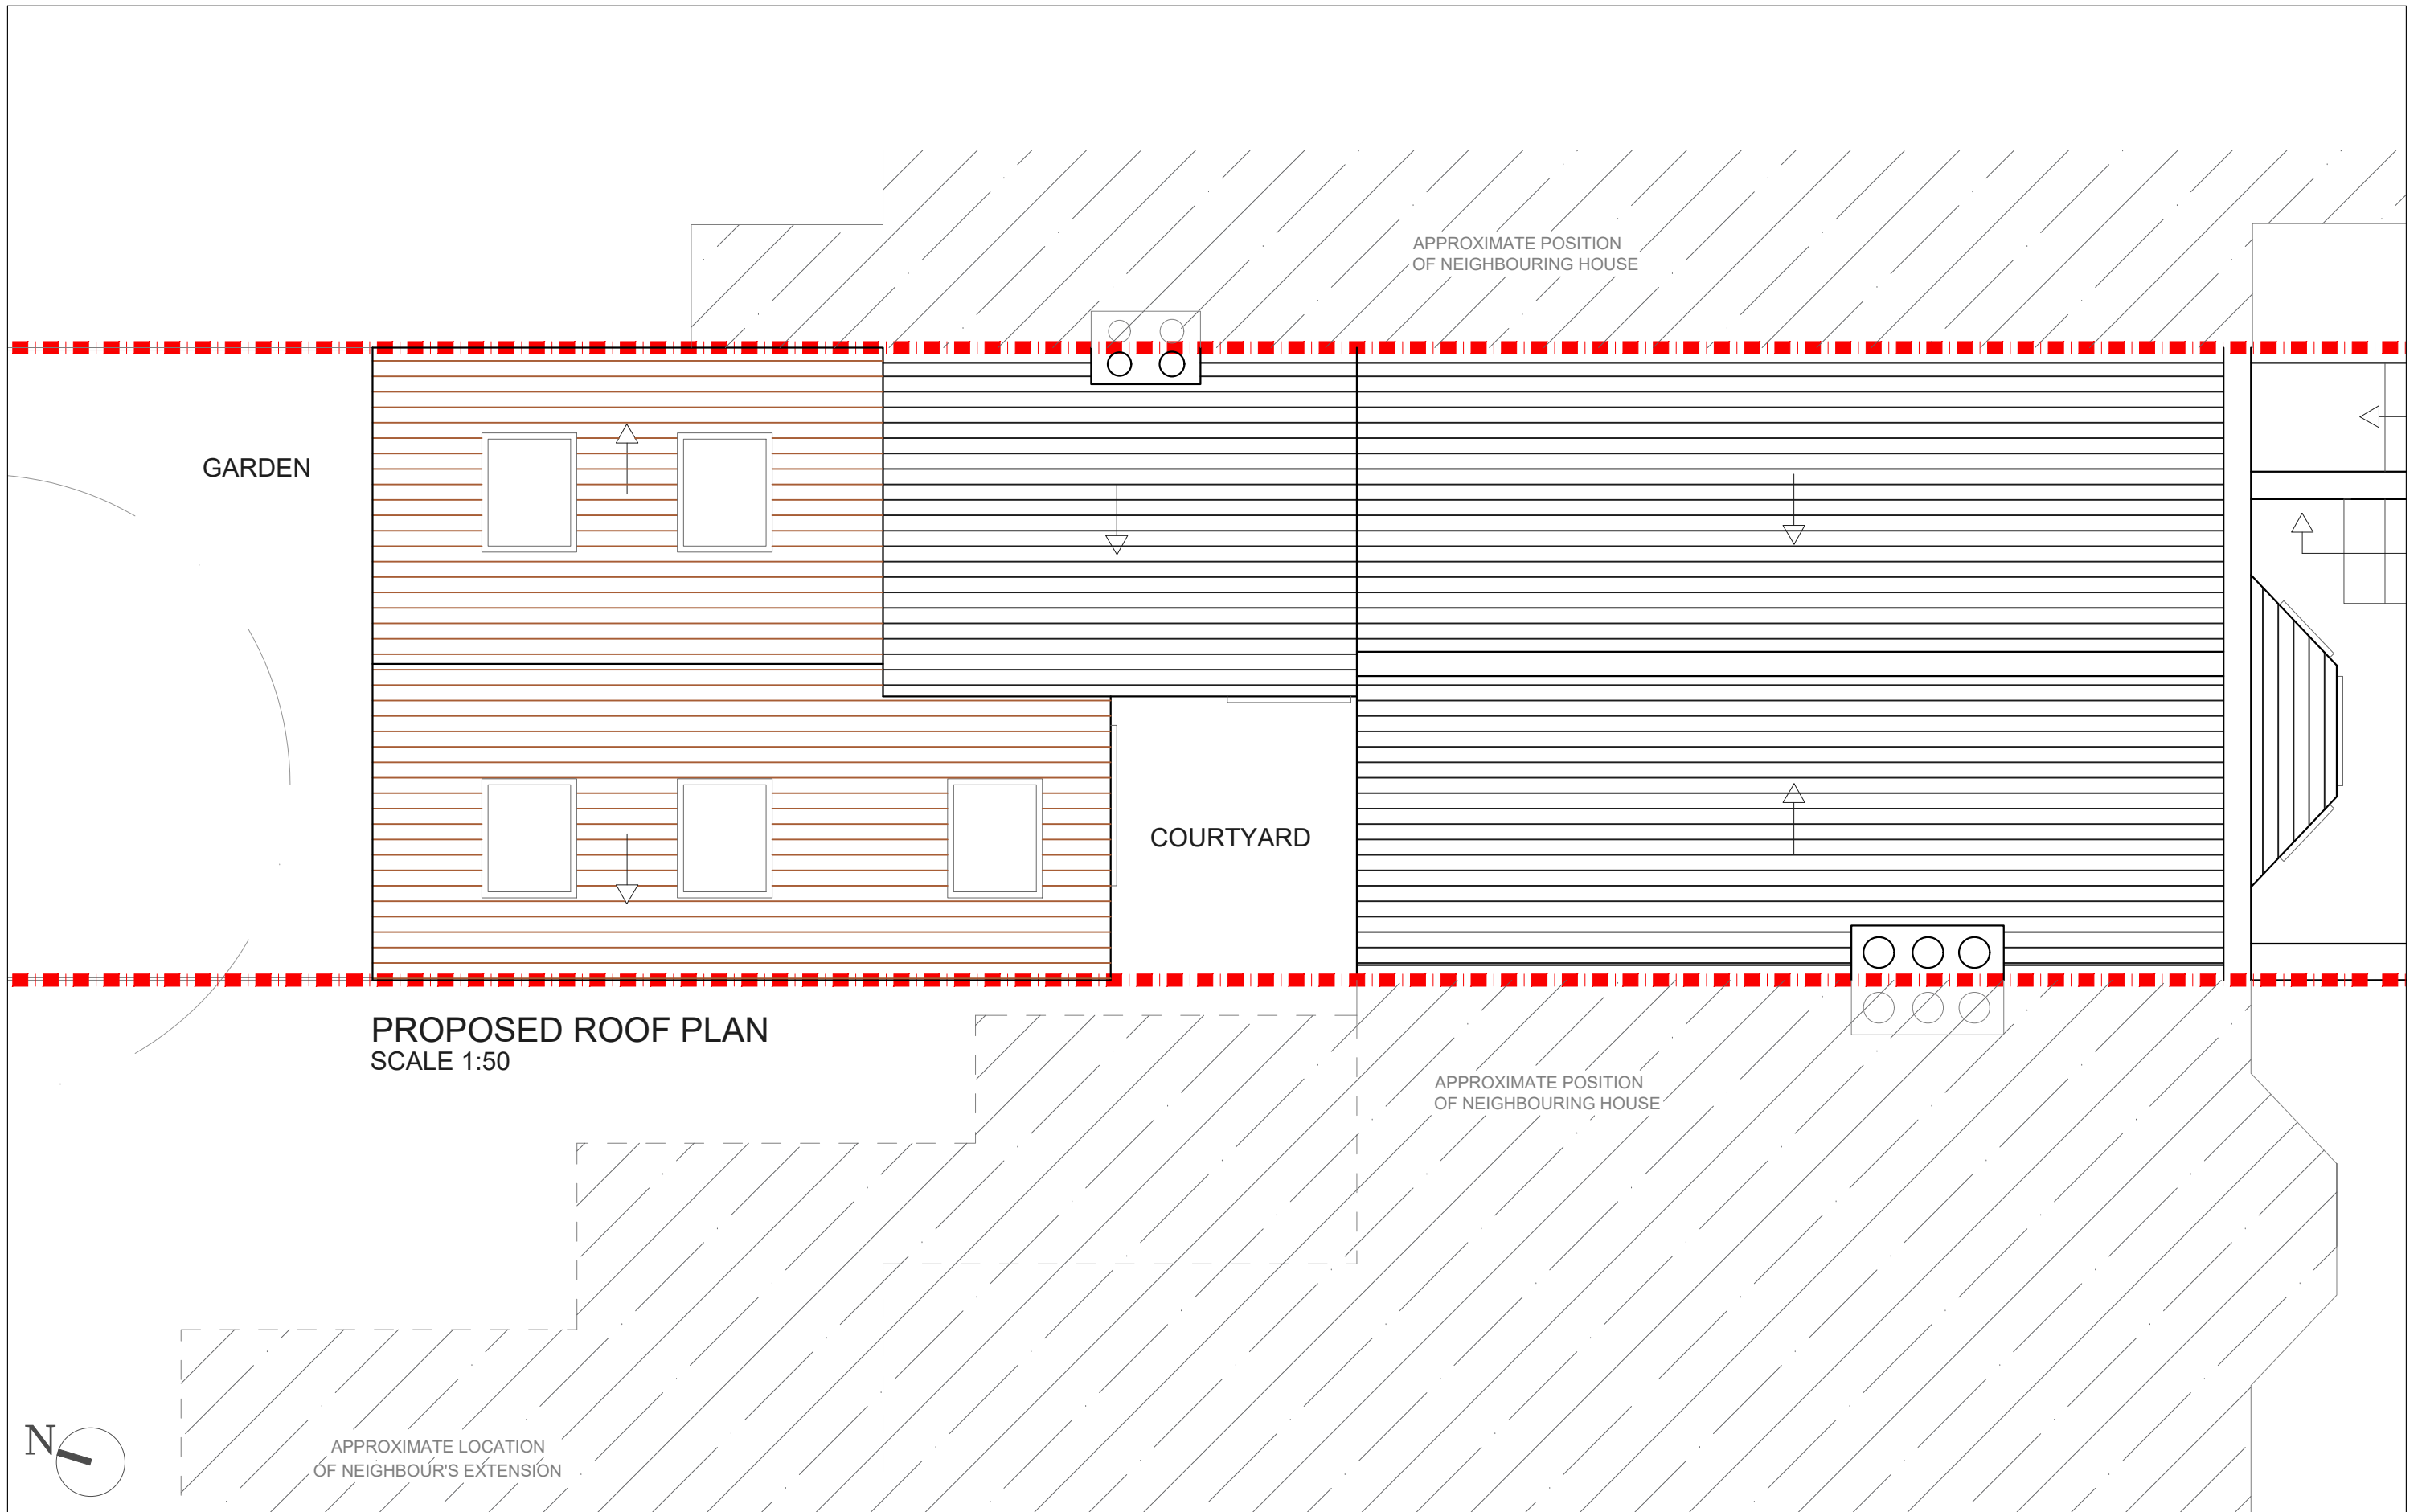 APPROXIMATE POSITION
OF NEIGHBOURING HOUSE
GARDEN
COURTYARD
PROPOSED ROOF PLAN
SCALE 1:50
APPROXIMATE POSITION
OF NEIGHBOURING HOUSE
N
APPROXIMATE LOCATION
OF NEIGHBOUR'S EXTENSION